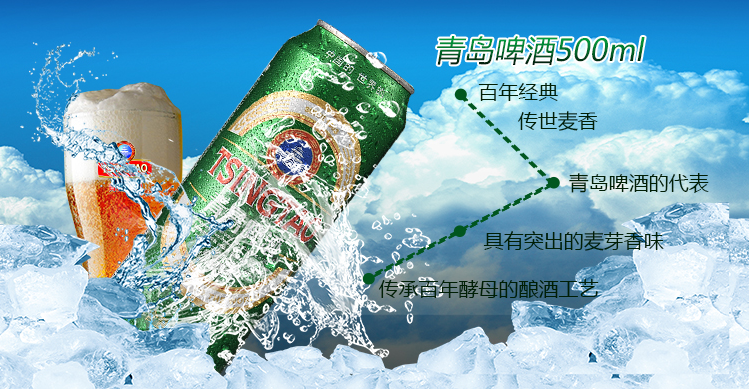 青岛啤酒500ml
百年经典
传世麦香
青岛啤酒的代表
具有突出的麦芽香味
传承百年酵母的酿酒工艺
TSINGTAO